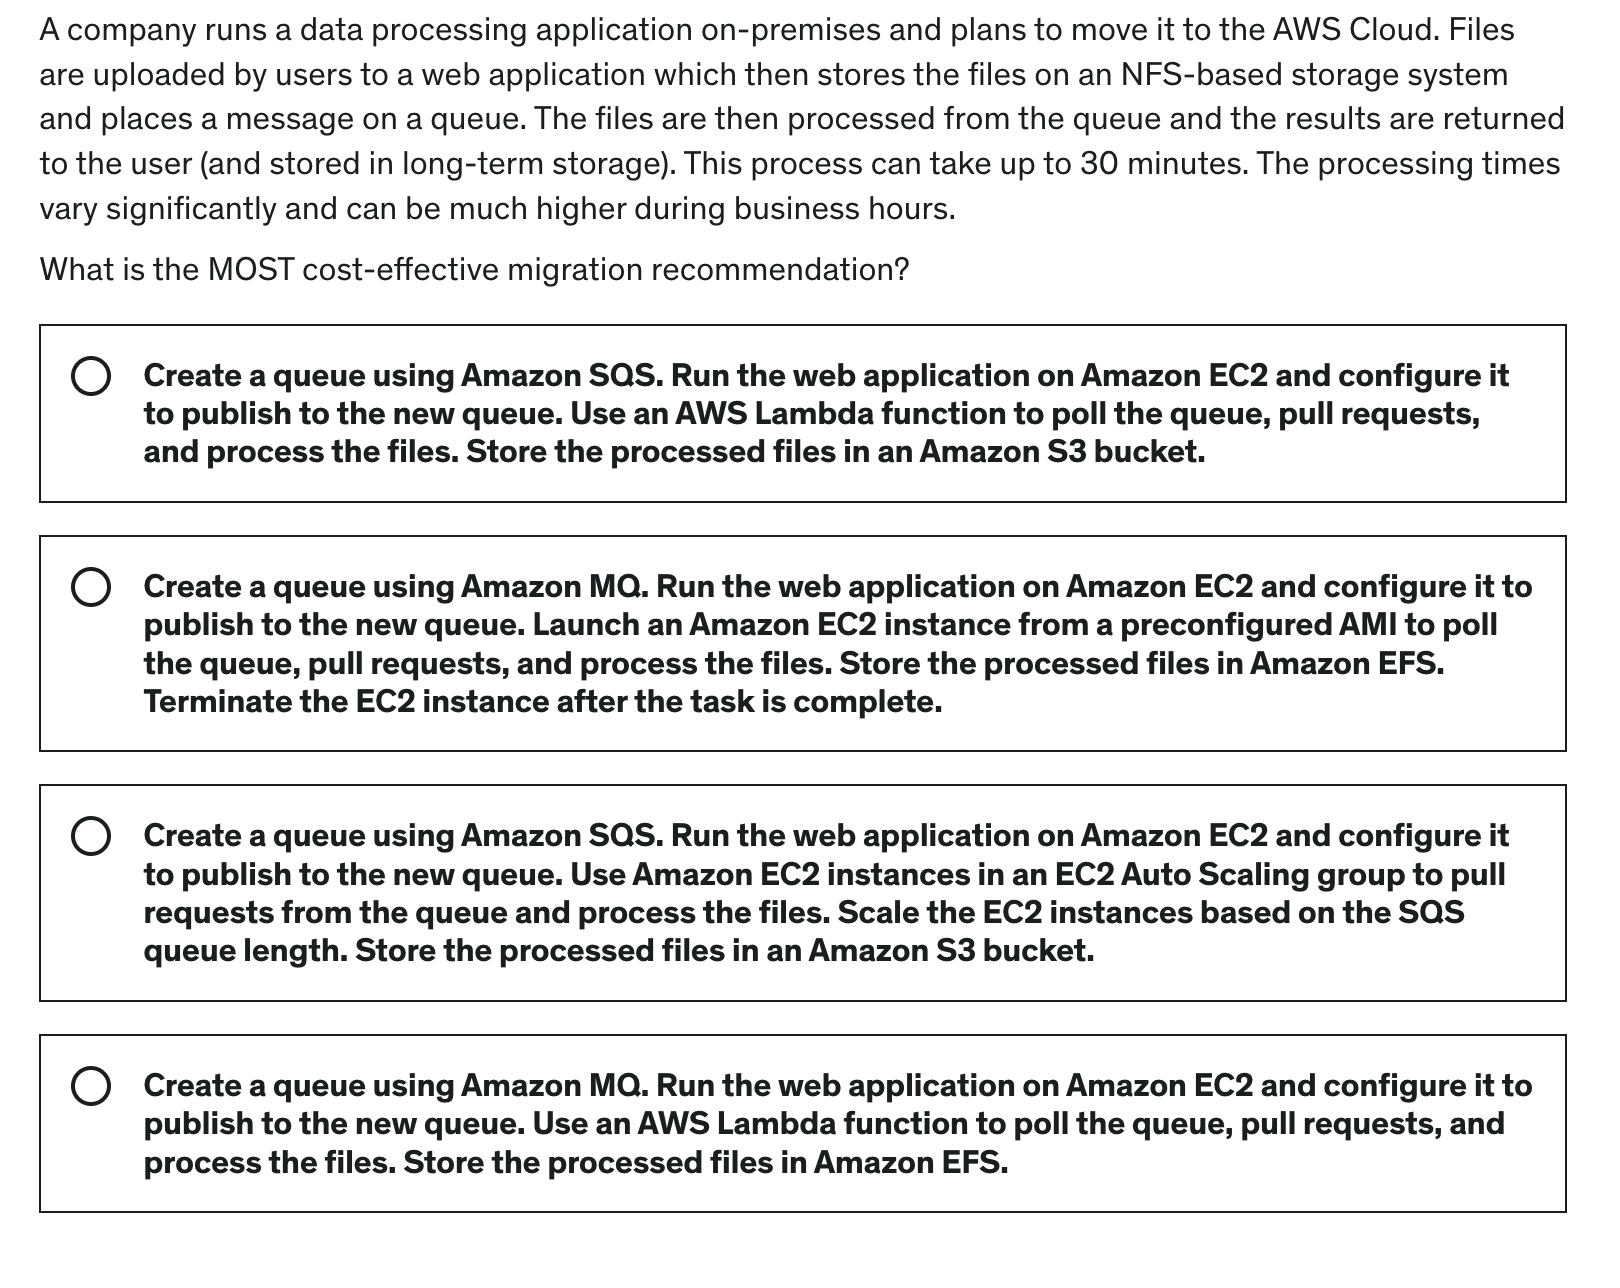 A company runs a data processing application on-premises and plans to move it to the AWS Cloud. Files
are uploaded by users to a web application which then stores the files on an NFS-based storage system
and places a message on a queue. The files are then processed from the queue and the results are returned
to the user (and stored in long-term storage). This process can take up to 30 minutes. The processing times
vary significantly and can be much higher during business hours.
What is the MOST cost-effective migration recommendation?
Create a queue using Amazon SQS. Run the web application on Amazon EC2 and configure it
to publish to the new queue. Use an AWS Lambda function to poll the queue, pull requests,
and process the files. Store the processed files in an Amazon S3 bucket.
Create a queue using Amazon MQ. Run the web application on Amazon EC2 and configure it to
publish to the new queue. Launch an Amazon EC2 instance from a preconfigured AMI to poll
the queue, pull requests, and process the files. Store the processed files in Amazon EFS.
Terminate the EC2 instance after the task is complete.
Create a queue using Amazon SQS. Run the web application on Amazon EC2 and configure it
to publish to the new queue. Use Amazon EC2 instances in an EC2 Auto Scaling group to pull
requests from the queue and process the files. Scale the EC2 instances based on the SQS
queue length. Store the processed files in an Amazon S3 bucket.
Create a queue using Amazon MQ. Run the web application on Amazon EC2 and configure it to
publish to the new queue. Use an AWS Lambda function to poll the queue, pull requests, and
process the files. Store the processed files in Amazon EFS.